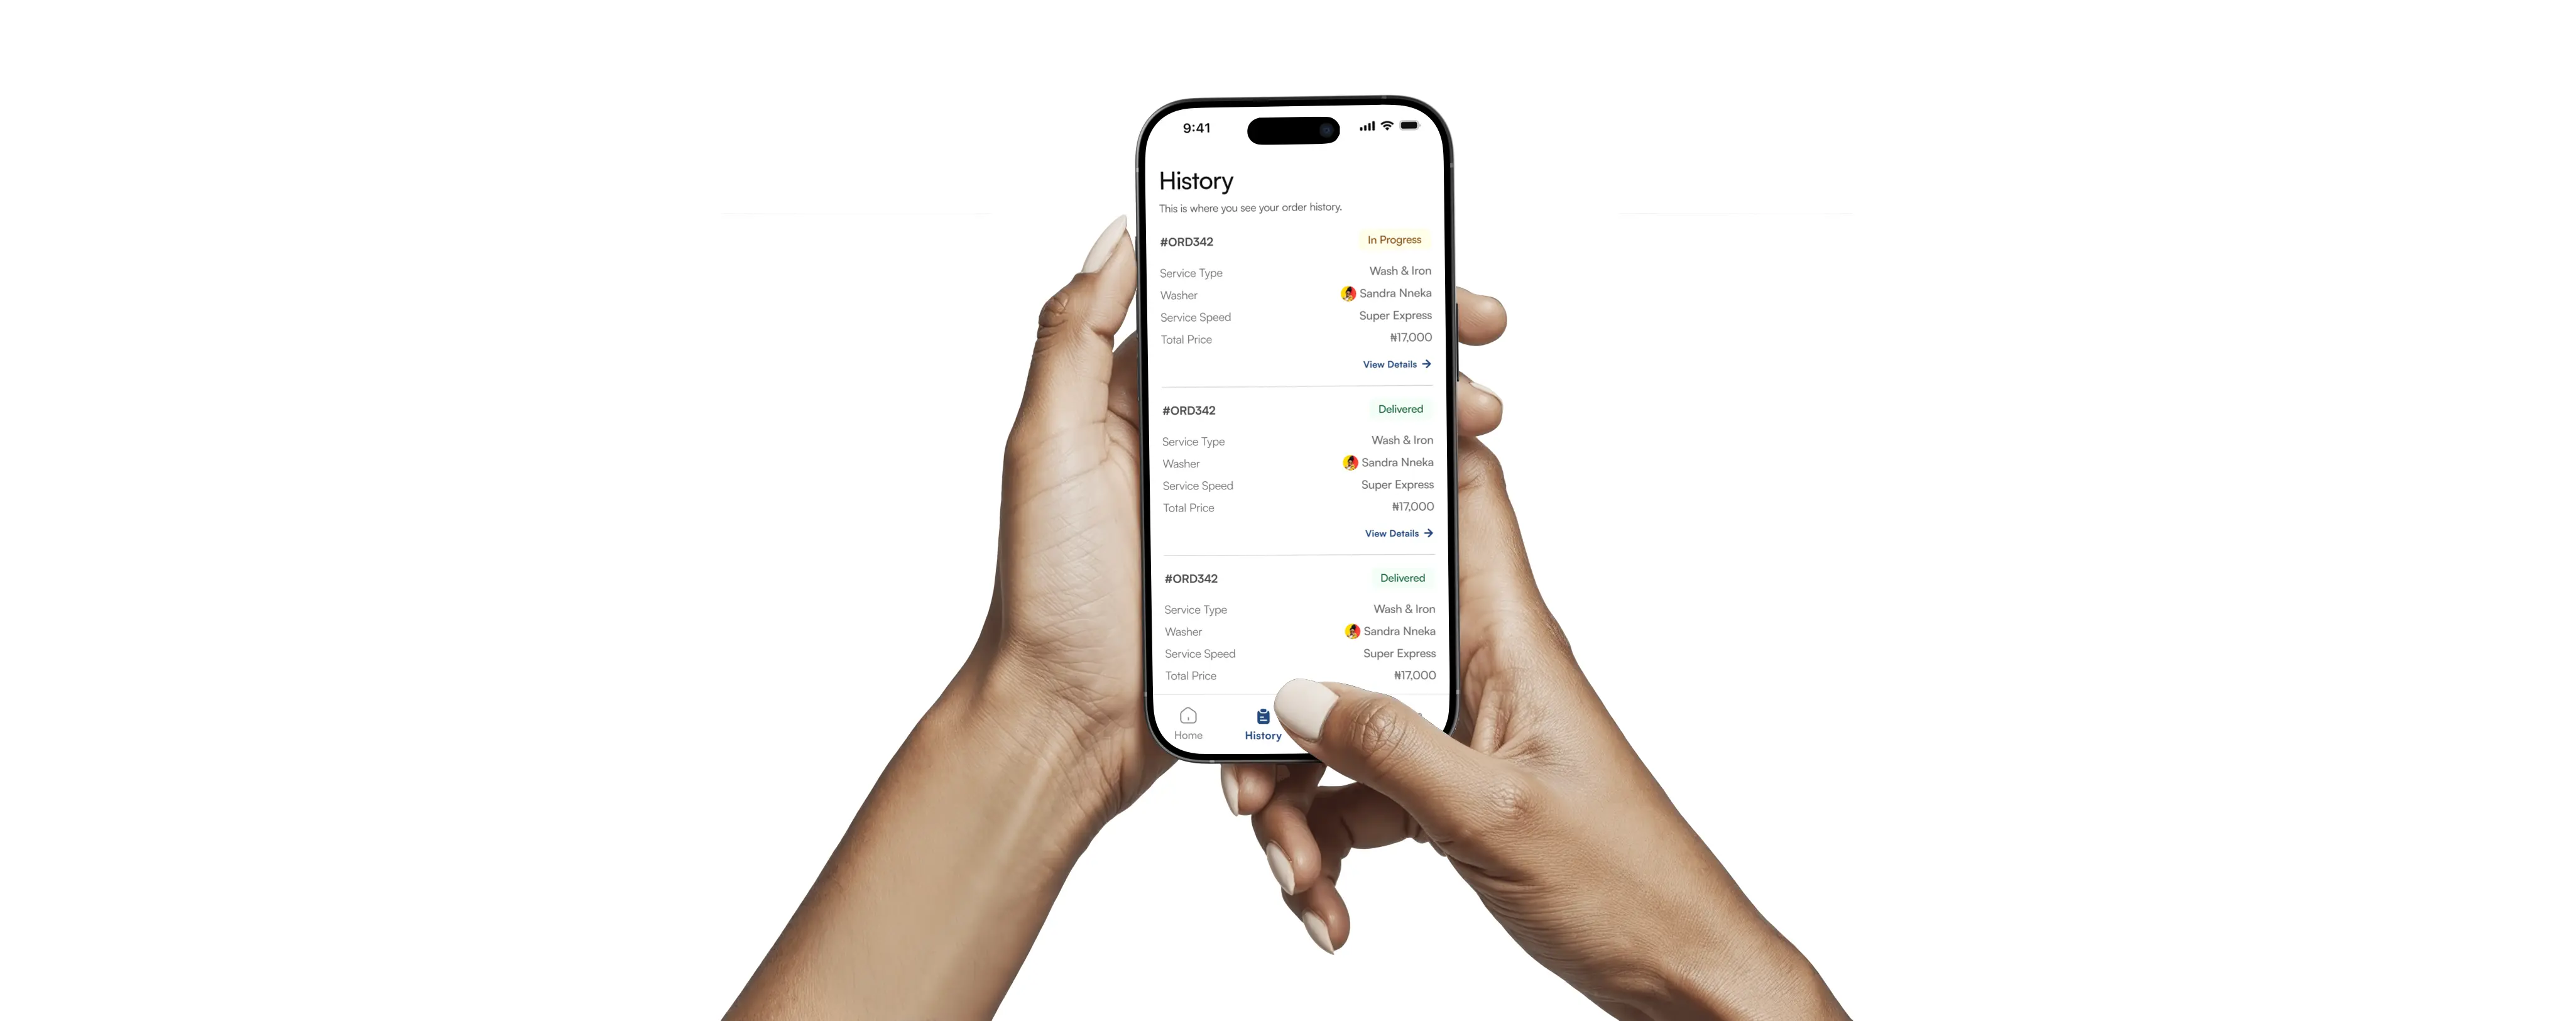 9:41
History
This is where you see your order history.
#ORD342 In Progress
Service Type Wash & Iron
Washer Sandra Nneka
Service Speed Super Express
Total Price ₦17,000
View Details →
#ORD342 Delivered
Service Type Wash & Iron
Washer Sandra Nneka
Service Speed Super Express
Total Price ₦17,000
View Details →
#ORD342 Delivered
Service Type Wash & Iron
Washer Sandra Nneka
Service Speed Super Express
Total Price ₦17,000
Home History